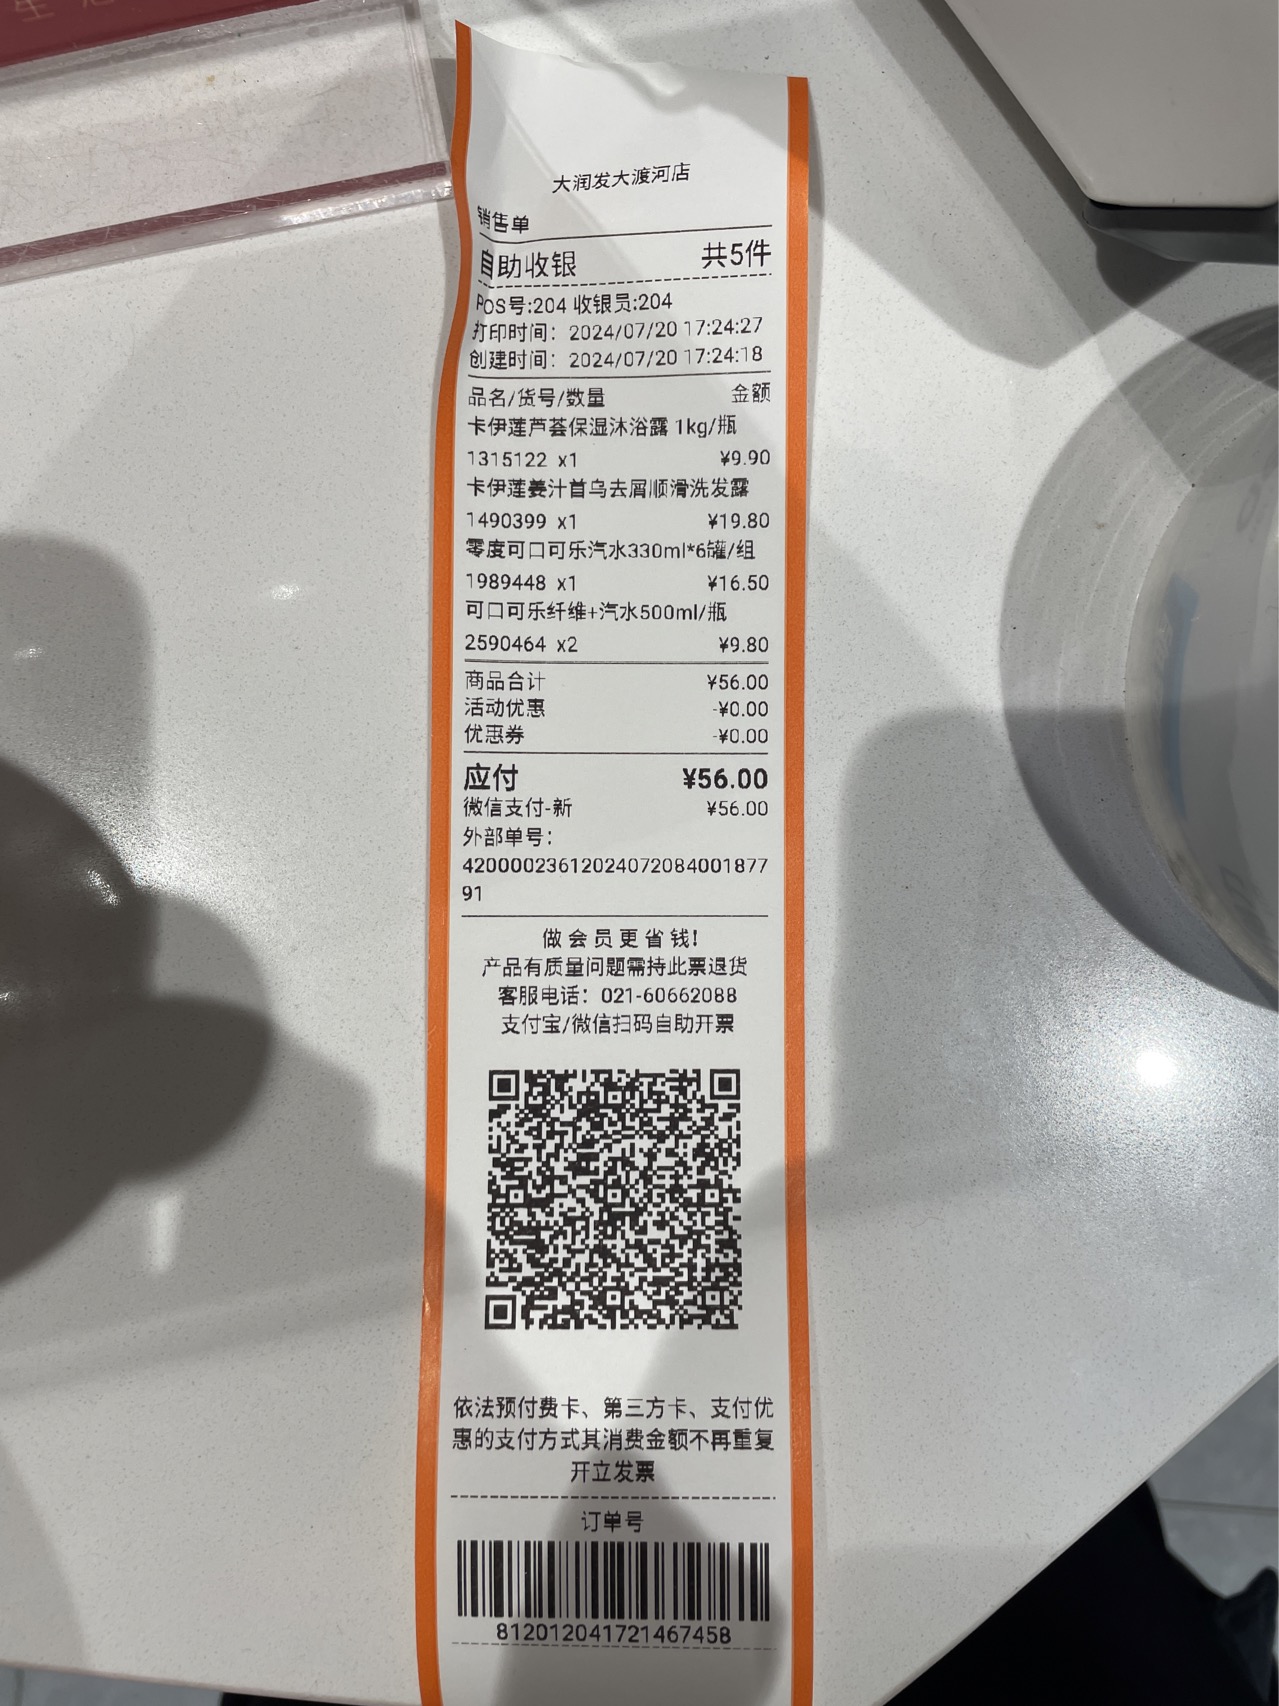 大润发大渡河店
销售单
自助收银 共5件
POS号:204 收银员:204
打印时间：2024/07/20 17:24:27
创建时间：2024/07/20 17:24:18
品名/货号/数量 金额
卡伊莲芦荟保湿沐浴露 1kg/瓶
1315122 x1 ¥9.90
卡伊莲姜汁首乌去屑顺滑洗发露
1490399 x1 ¥19.80
零度可口可乐汽水330ml*6罐/组
1989448 x1 ¥16.50
可口可乐纤维+汽水500ml/瓶
2590464 x2 ¥9.80
商品合计 ¥56.00
活动优惠 -¥0.00
优惠券 -¥0.00
应付 ¥56.00
微信支付-新 ¥56.00
外部单号：
42000023612024072084001877
91
做会员更省钱!
产品有质量问题需持此票退货
客服电话：021-60662088
支付宝/微信扫码自助开票
依法预付费卡、第三方卡、支付优
惠的支付方式其消费金额不再重复
开立发票
订单号
812012041721467458